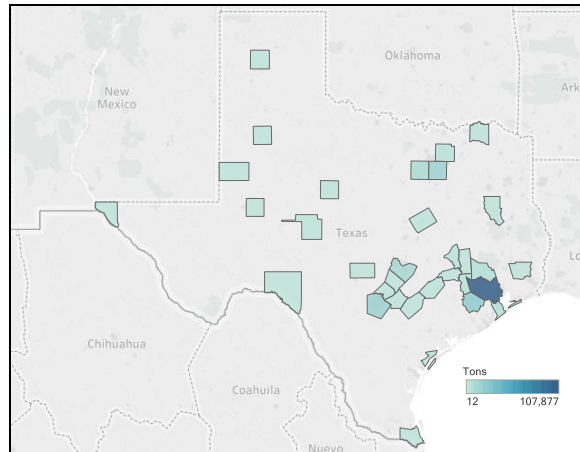 Oklahoma
New
Mexico
Ark
Texas
Lo
Chihuahua
Coahuila
Nuevo
Tons
12 107,877